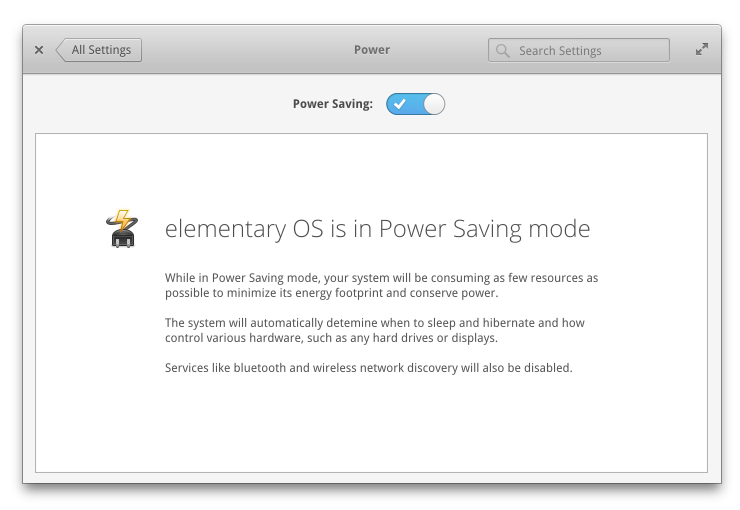 All Settings
Power
Search Settings
Power Saving:
elementary OS is in Power Saving mode
While in Power Saving mode, your system will be consuming as few resources as
possible to minimize its energy footprint and conserve power.
The system will automatically detemine when to sleep and hibernate and how
control various hardware, such as any hard drives or displays.
Services like bluetooth and wireless network discovery will also be disabled.